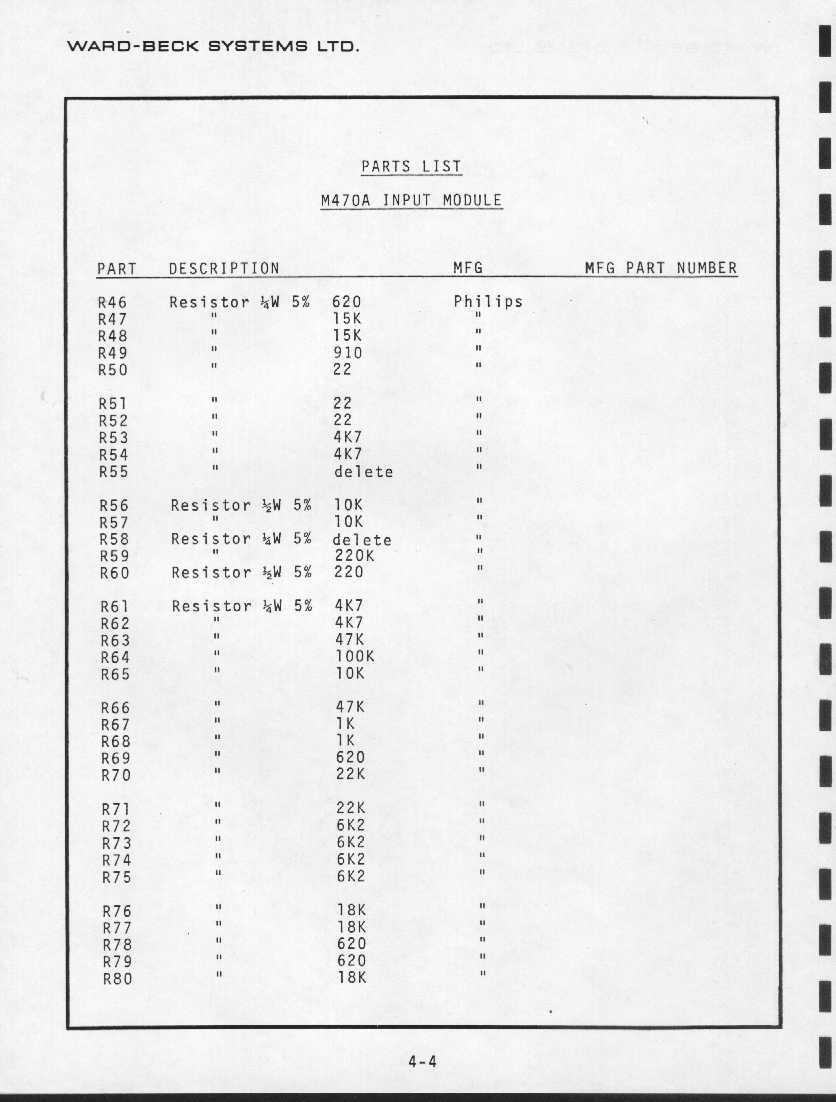 WARD-BECK SYSTEMS LTD.
PARTS LIST
M470A INPUT MODULE
PART DESCRIPTION MFG MFG PART NUMBER
R46 Resistor ¼W 5% 620 Philips
R47 " 15K "
R48 " 15K "
R49 " 910 "
R50 " 22 "
R51 " 22 "
R52 " 22 "
R53 " 4K7 "
R54 " 4K7 "
R55 " delete "
R56 Resistor ½W 5% 10K "
R57 " 10K "
R58 Resistor ¼W 5% delete "
R59 " 220K "
R60 Resistor ½W 5% 220 "
R61 Resistor ¼W 5% 4K7 "
R62 " 4K7 "
R63 " 47K "
R64 " 100K "
R65 " 10K "
R66 " 47K "
R67 " 1K "
R68 " 1K "
R69 " 620 "
R70 " 22K "
R71 " 22K "
R72 " 6K2 "
R73 " 6K2 "
R74 " 6K2 "
R75 " 6K2 "
R76 " 18K "
R77 " 18K "
R78 " 620 "
R79 " 620 "
R80 " 18K "
4-4